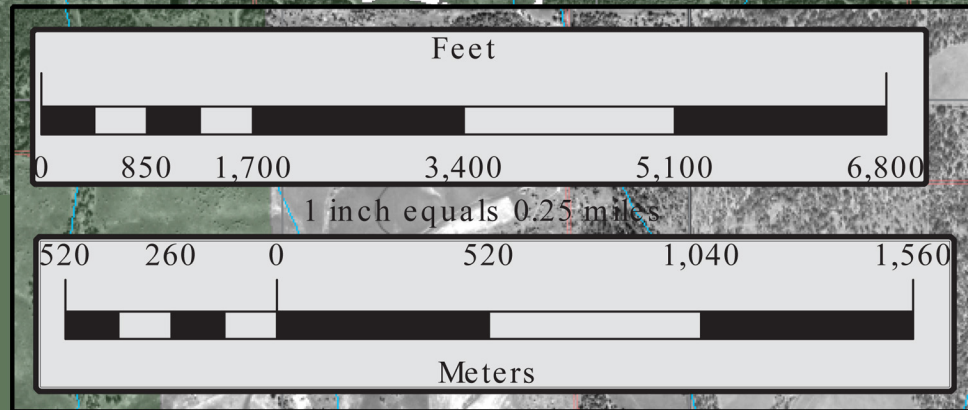 Feet
0 850 1,700 3,400 5,100 6,800
1 inch equals 0.25 miles
520 260 0 520 1,040 1,560
Meters